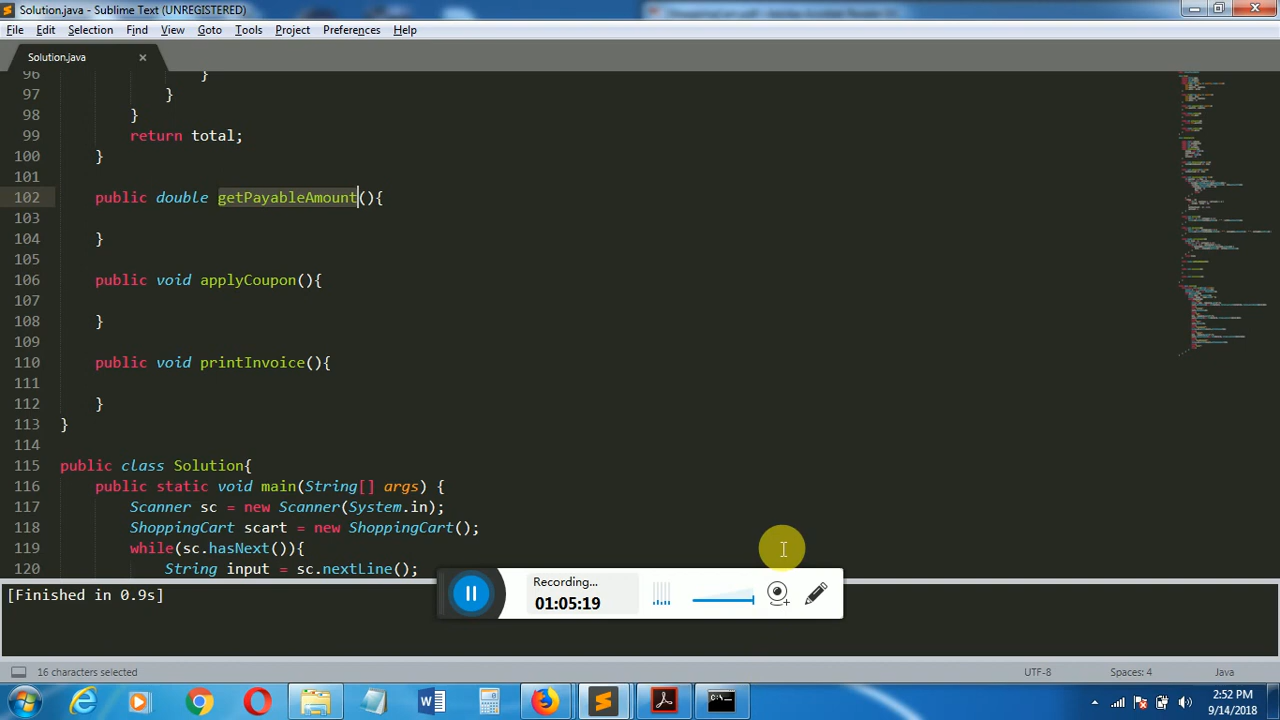 Solution.java - Sublime Text (UNREGISTERED)
File Edit Selection Find View Goto Tools Project Preferences Help
Solution.java
96 }
97 }
98 }
99 return total;
100 }
101
102 public double getPayableAmount(){
103
104 }
105
106 public void applyCoupon(){
107
108 }
109
110 public void printInvoice(){
111
112 }
113 }
114
115 public class Solution{
116 public static void main(String[] args) {
117 Scanner sc = new Scanner(System.in);
118 ShoppingCart scart = new ShoppingCart();
119 while(sc.hasNext()){
120 String input = sc.nextLine();
Recording...
01:05:19
[Finished in 0.9s]
16 characters selected UTF-8 Spaces: 4 Java
2:52 PM
9/14/2018